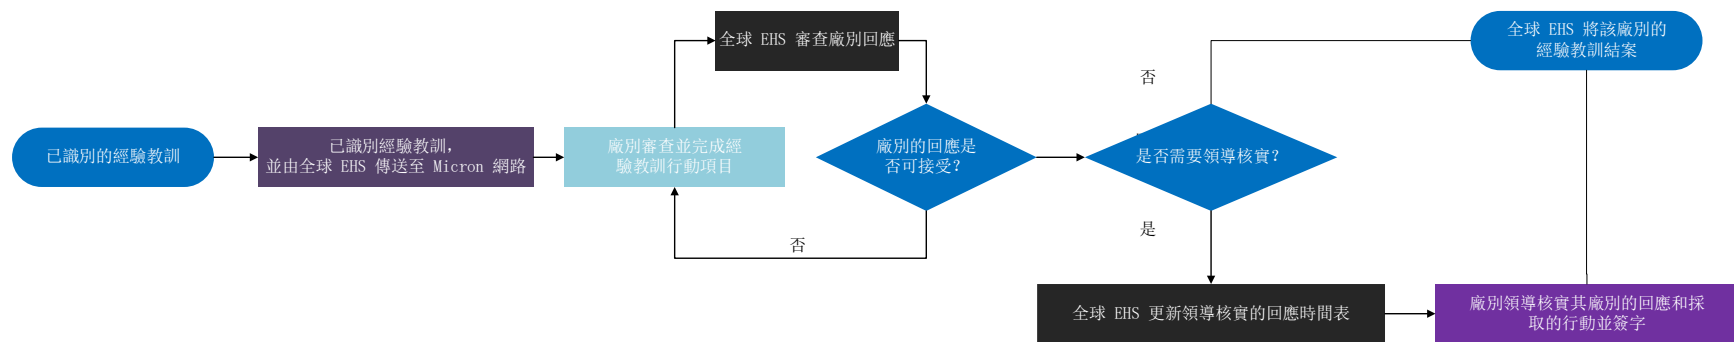 已識別的經驗教訓
已識別經驗教訓，
並由全球 EHS 傳送至 Micron 網路
廠別審查並完成經
驗教訓行動項目
全球 EHS 審查廠別回應
廠別的回應是
否可接受？
否
是否需要領導核實？
否
是
全球 EHS 更新領導核實的回應時間表
廠別領導核實其廠別的回應和採
取的行動並簽字
全球 EHS 將該廠別的
經驗教訓結案